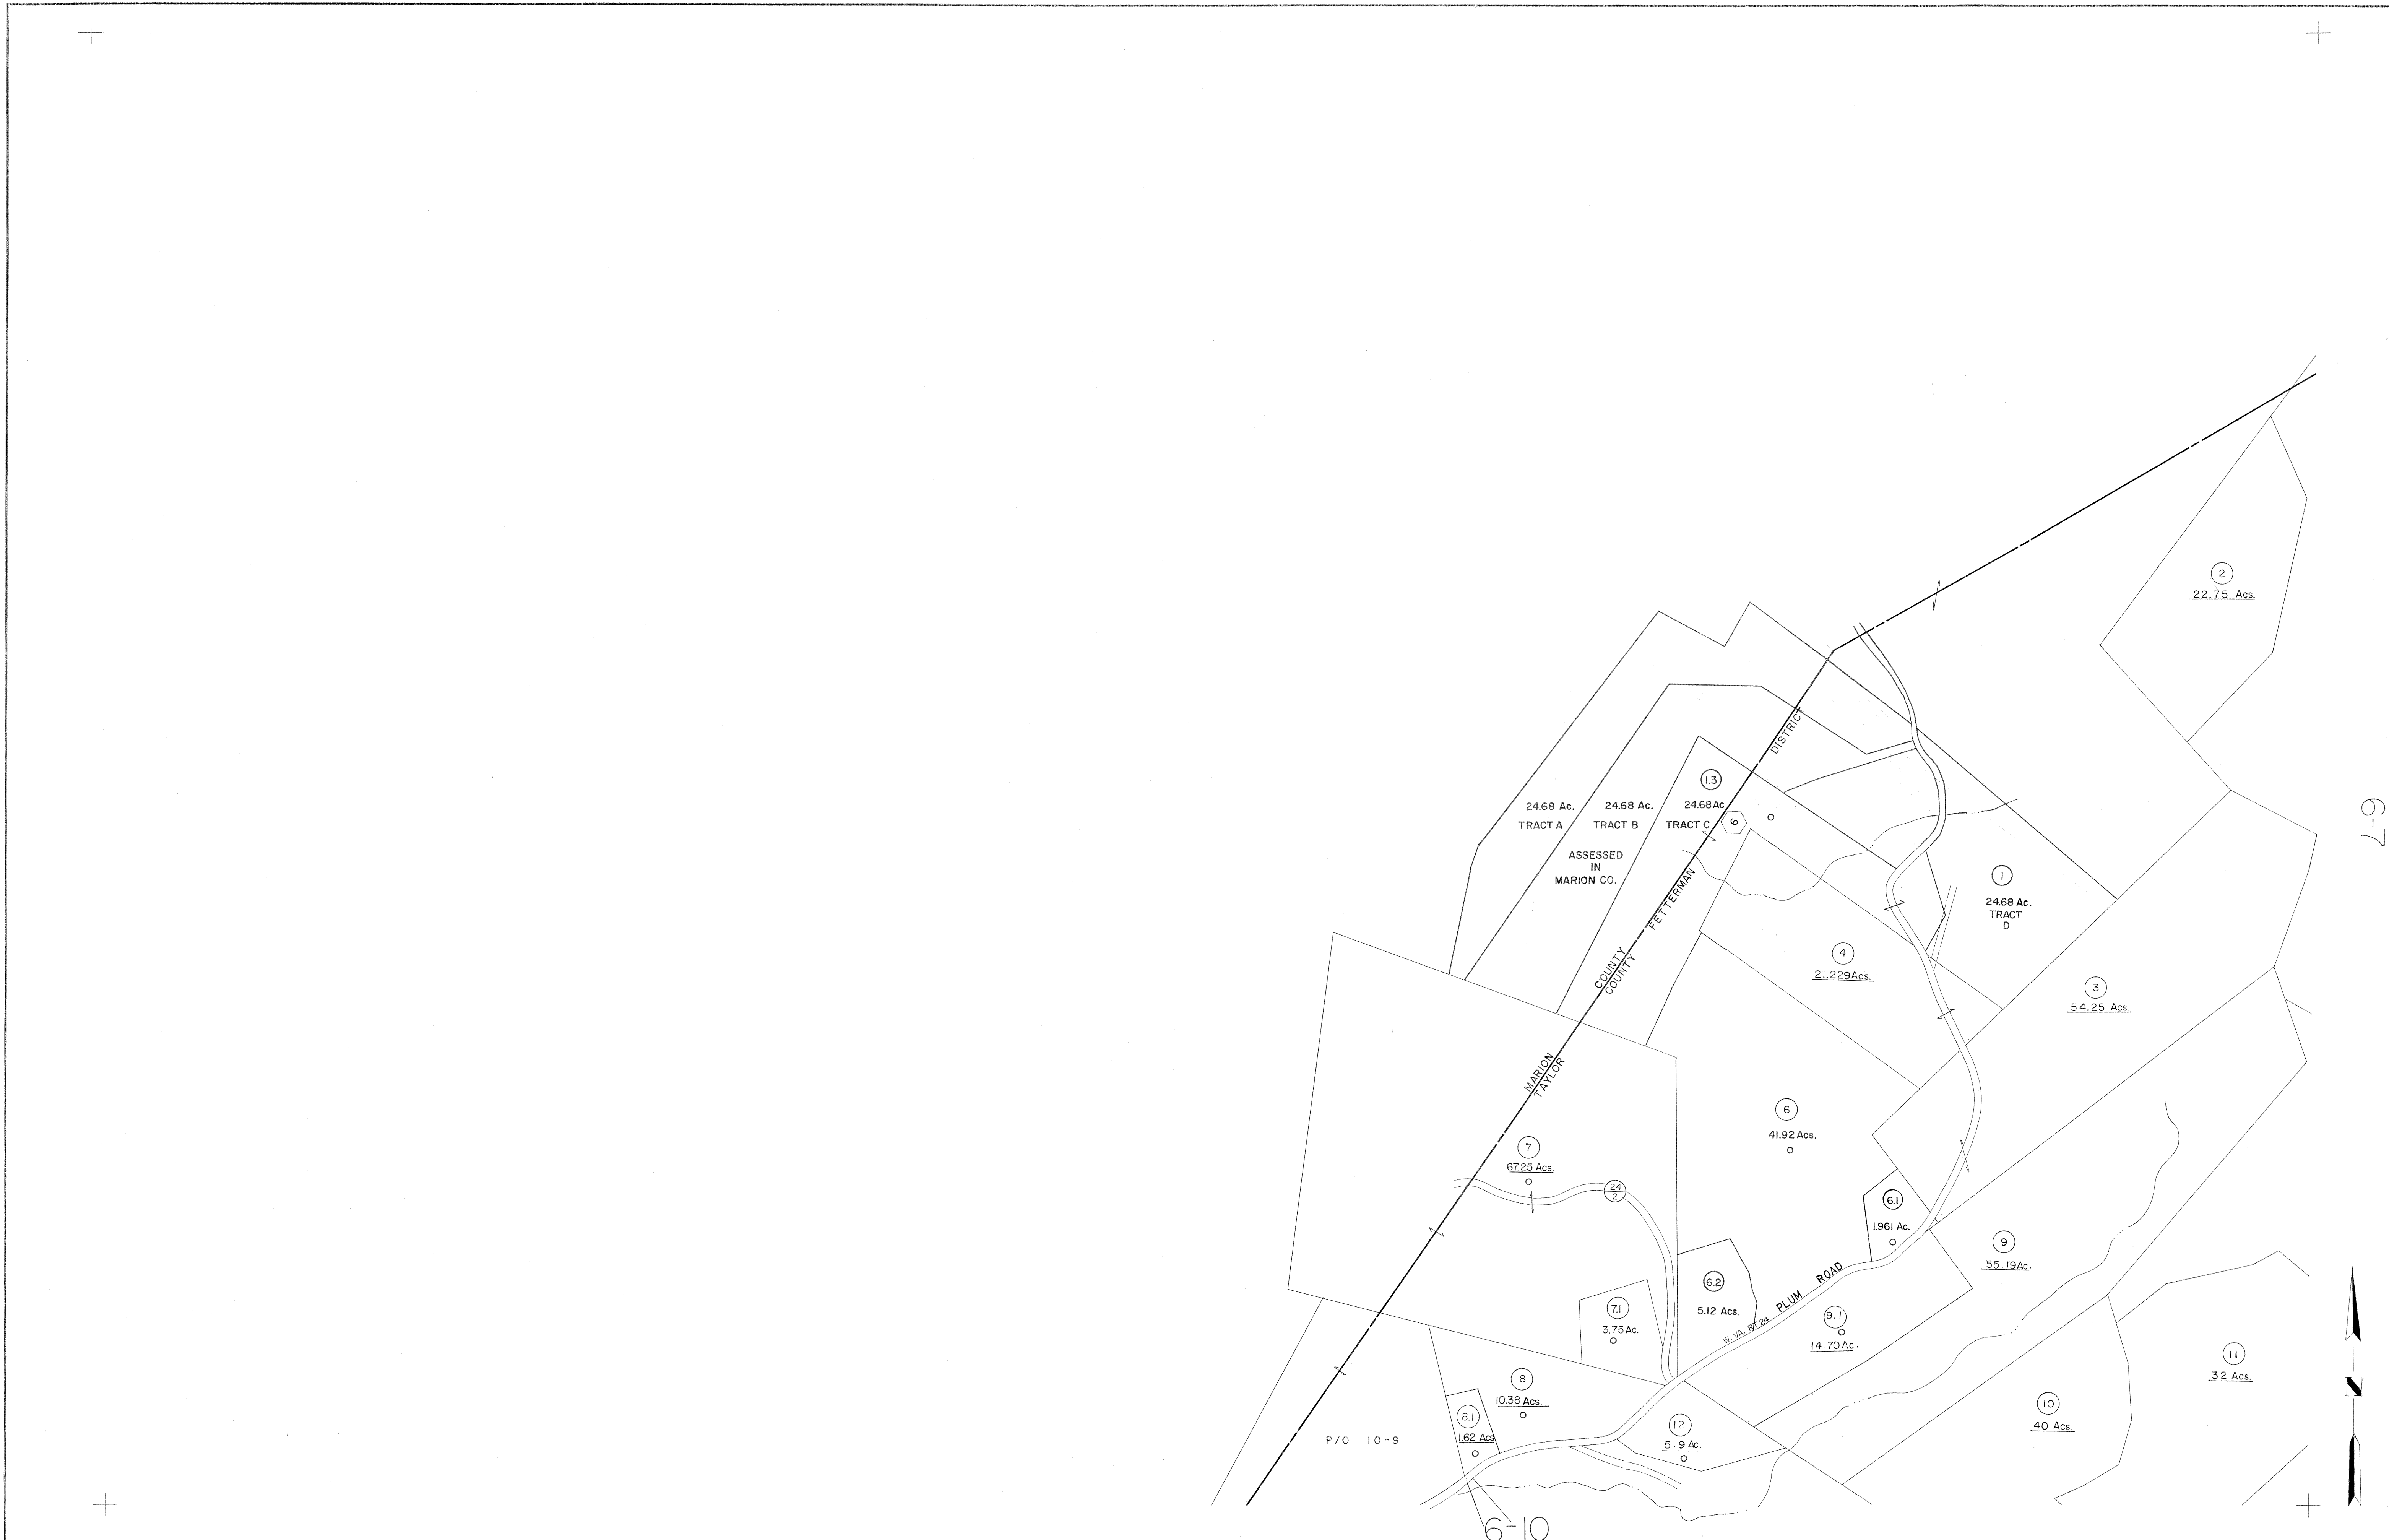 2
22.75 Acs.
DISTRICT
1.3
24.68 Ac.
TRACT A
24.68 Ac.
TRACT B
24.68 Ac
TRACT C
6
ASSESSED
IN
MARION CO.
6-7
FETTERMAN
1
24.68 Ac.
TRACT
D
4
21.229 Acs.
COUNTY
COUNTY
3
54.25 Acs.
MARION
TAYLOR
6
41.92 Acs.
7
67.25 Acs.
24
2
6.1
1.961 Ac.
9
55.19 Ac.
6.2
5.12 Acs.
PLUM ROAD
W. VA. RT 24
7.1
3.75 Ac.
9.1
14.70 Ac.
11
32 Acs.
8
10.38 Acs.
N
10
40 Acs.
8.1
1.62 Acs
12
5.9 Ac.
P/O 10-9
6-10